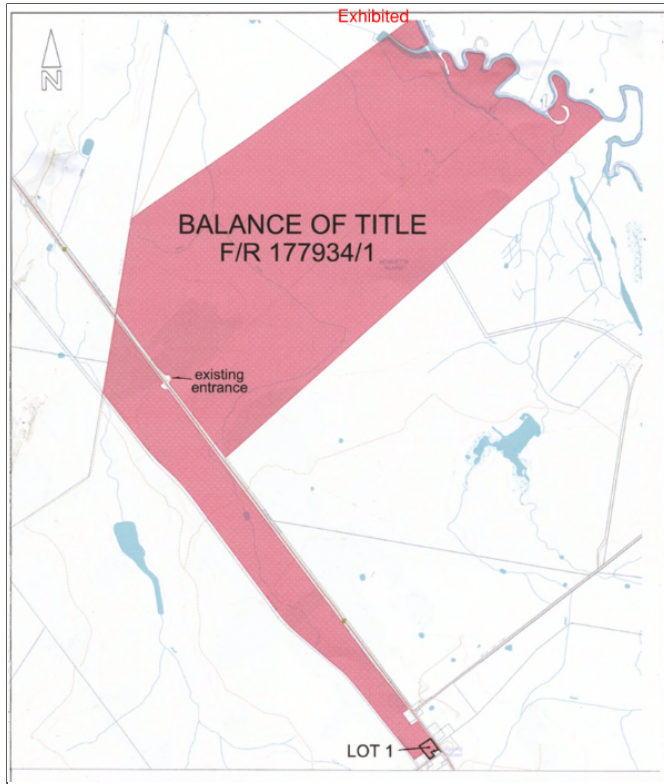 Exhibited
N
BALANCE OF TITLE
F/R 177934/1
existing
entrance
LOT 1